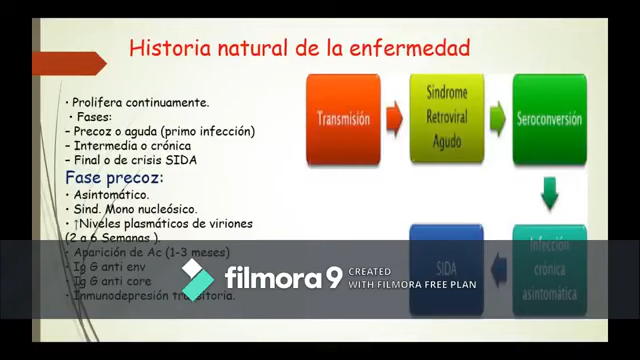 Historia natural de la enfermedad
• Prolifera continuamente.
• Fases:
– Precoz o aguda (primo infección)
– Intermedia o crónica
– Final o de crisis SIDA
Fase precoz:
• Asintomático.
• Sind. Mono nucleósico.
• ↑Niveles plasmáticos de viriones
(2 a 6 Semanas ).
• Aparición de Ac (1-3 meses)
• Ig G anti env
• Ig G anti core
• Inmunodepresión transitoria.
Transmisión
Síndrome
Retroviral
Agudo
Seroconversión
Infección
crónica
asintomática
SIDA
filmora9
CREATED
WITH FILMORA FREE PLAN